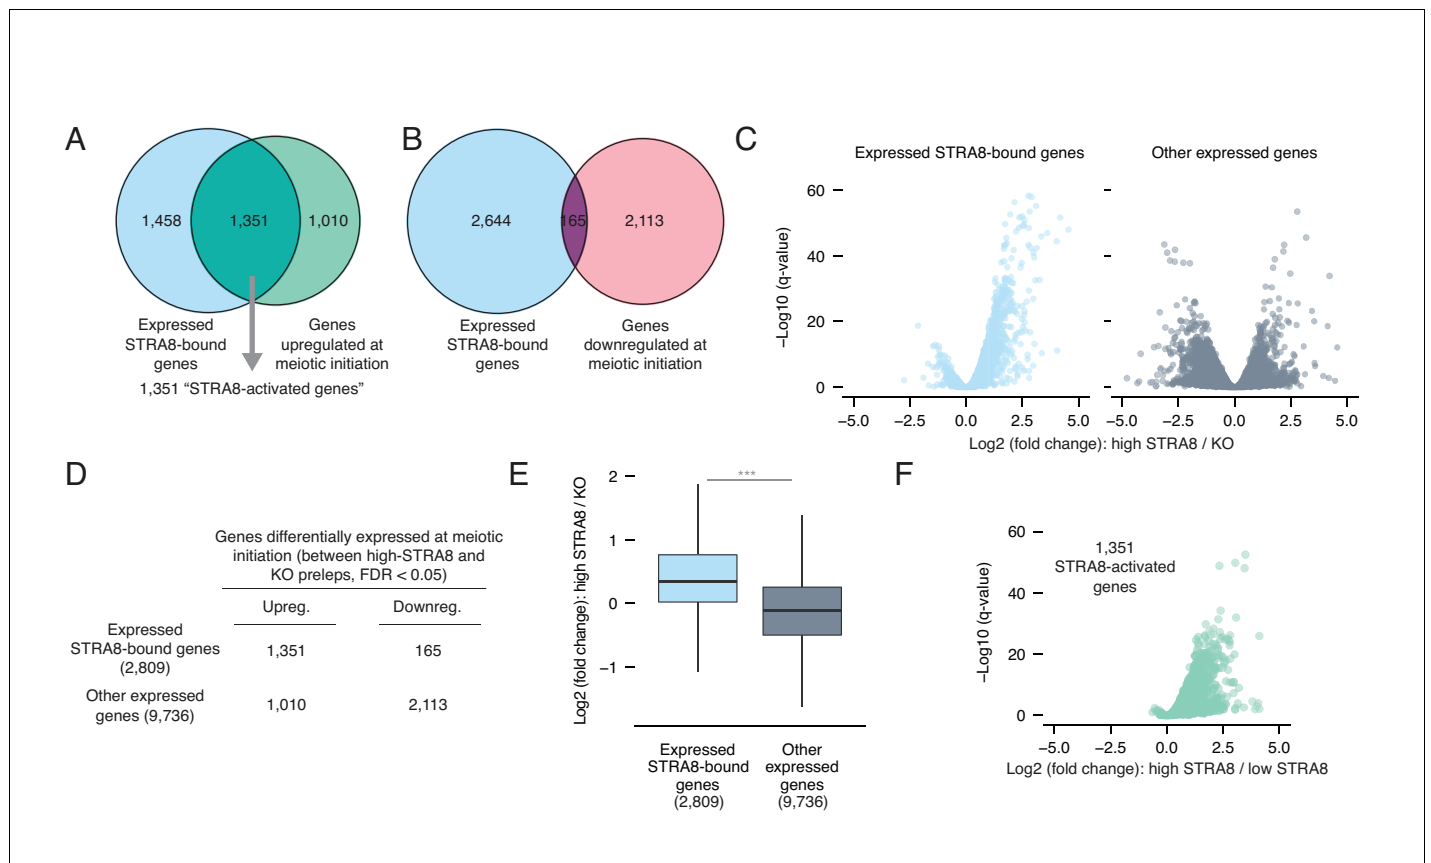 A
1,458
1,351
1,010
Expressed
STRA8-bound
genes
Genes
upregulated at
meiotic initiation
1,351 “STRA8-activated genes”
B
2,644
165
2,113
Expressed
STRA8-bound
genes
Genes
downregulated at
meiotic initiation
C
Expressed STRA8-bound genes
Other expressed genes
−Log10 (q-value)
60
40
20
0
−5.0 −2.5 0.0 2.5 5.0
−5.0 −2.5 0.0 2.5 5.0
Log2 (fold change): high STRA8 / KO
D
Genes differentially expressed at meiotic
initiation (between high-STRA8 and
KO preleps, FDR < 0.05)
Upreg. Downreg.
Expressed
STRA8-bound genes
(2,809)
1,351 165
Other expressed
genes (9,736)
1,010 2,113
E
Log2 (fold change): high STRA8 / KO
2
1
0
−1
***
Expressed
STRA8-bound
genes
(2,809)
Other
expressed
genes
(9,736)
F
−Log10 (q-value)
60
40
20
0
1,351
STRA8-activated
genes
−5.0 −2.5 0.0 2.5 5.0
Log2 (fold change): high STRA8 / low STRA8